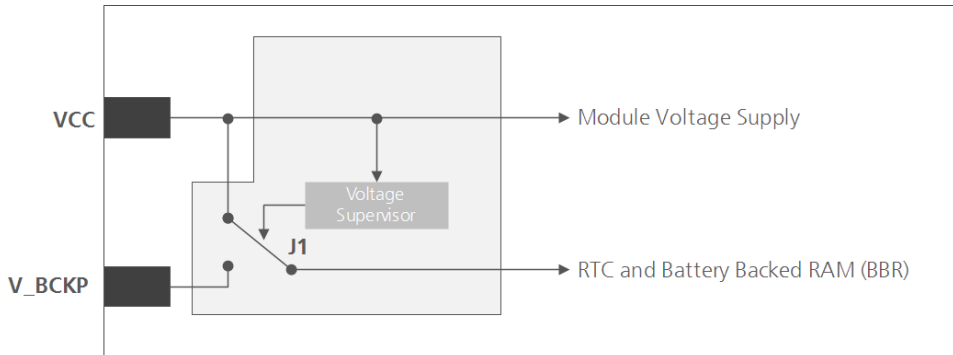 VCC
Module Voltage Supply
Voltage
Supervisor
J1
V_BCKP
RTC and Battery Backed RAM (BBR)